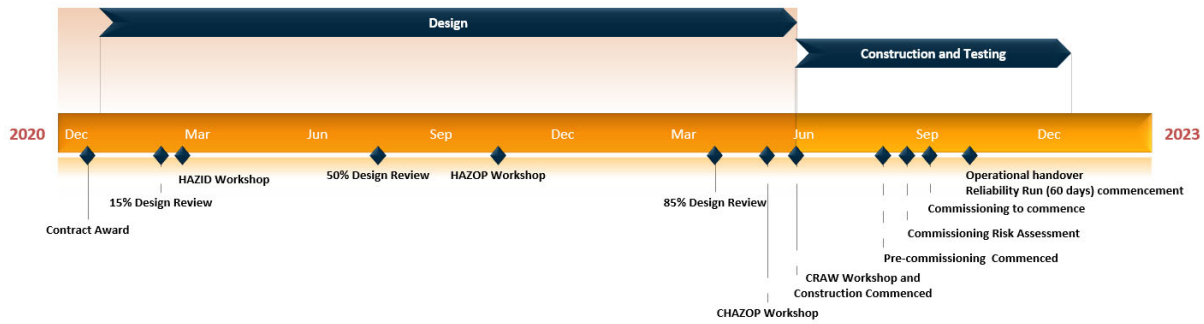 Design
Construction and Testing
2020 Dec Mar Jun Sep Dec Mar Jun Sep Dec 2023
HAZID Workshop
50% Design Review
HAZOP Workshop
Operational handover
Reliability Run (60 days) commencement
15% Design Review
85% Design Review
Commissioning to commence
Contract Award
Commissioning Risk Assessment
Pre-commissioning Commenced
CRAW Workshop and
Construction Commenced
CHAZOP Workshop